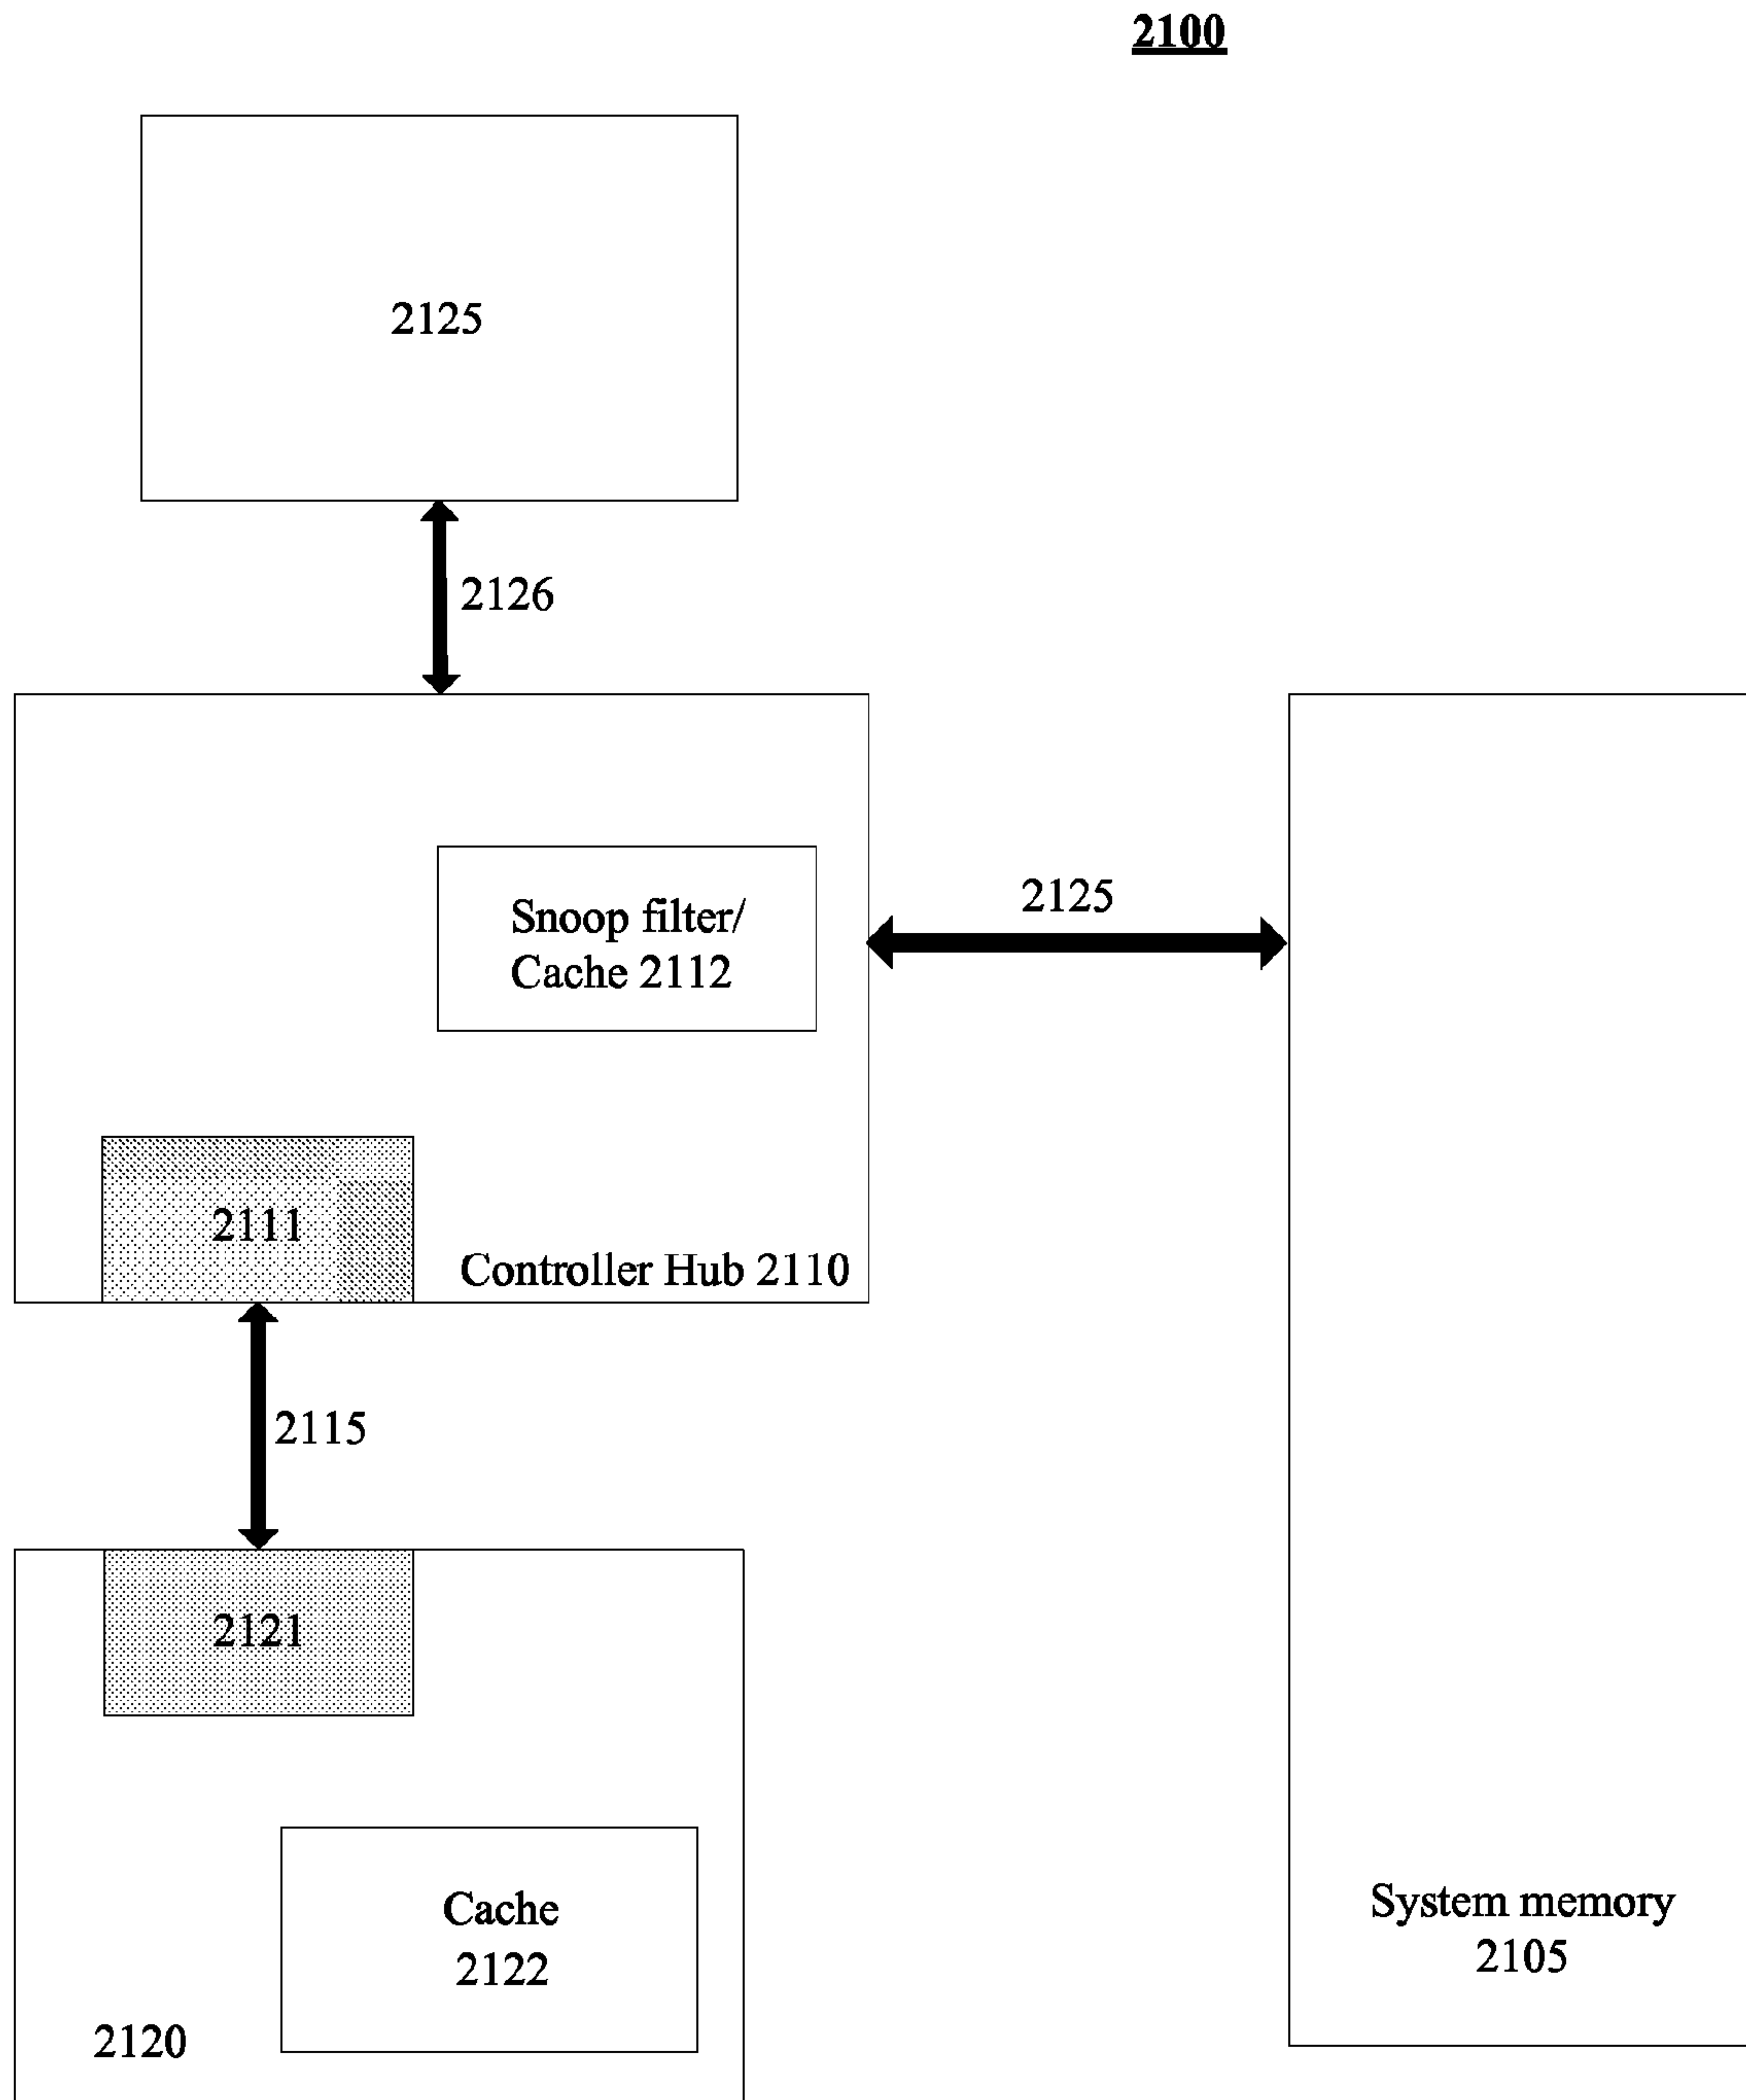 2100
2125
2126
Snoop filter/
Cache 2112
2125
2111
Controller Hub 2110
2115
2121
Cache
2122
2120
System memory
2105